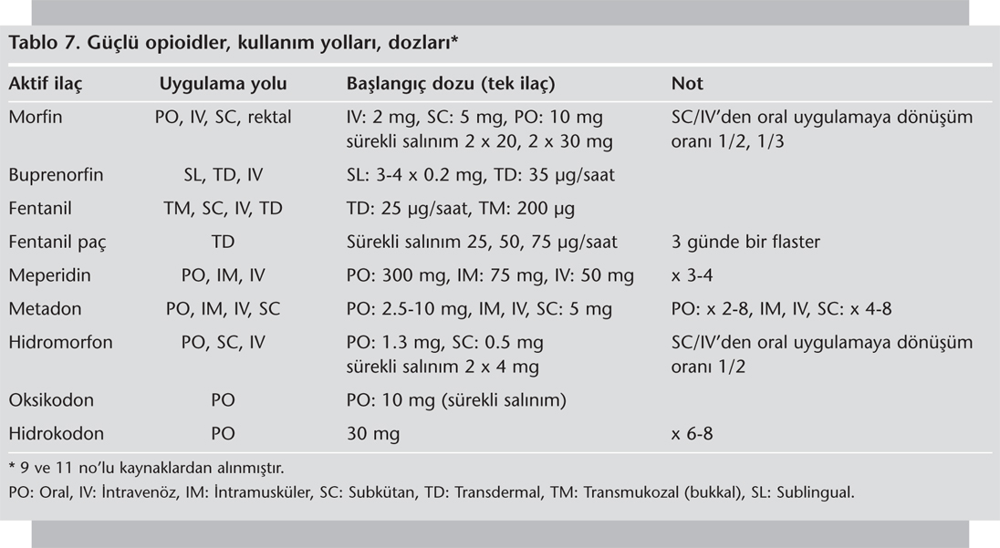 Tablo 7. Güçlü opioidler, kullanım yolları, dozları*
Aktif ilaç Uygulama yolu Başlangıç dozu (tek ilaç) Not
Morfin PO, IV, SC, rektal IV: 2 mg, SC: 5 mg, PO: 10 mg SC/IV’den oral uygulamaya dönüşüm
sürekli salınım 2 x 20, 2 x 30 mg oranı 1/2, 1/3
Buprenorfin SL, TD, IV SL: 3-4 x 0.2 mg, TD: 35 µg/saat
Fentanil TM, SC, IV, TD TD: 25 µg/saat, TM: 200 µg
Fentanil paç TD Sürekli salınım 25, 50, 75 µg/saat 3 günde bir flaster
Meperidin PO, IM, IV PO: 300 mg, IM: 75 mg, IV: 50 mg x 3-4
Metadon PO, IM, IV, SC PO: 2.5-10 mg, IM, IV, SC: 5 mg PO: x 2-8, IM, IV, SC: x 4-8
Hidromorfon PO, SC, IV PO: 1.3 mg, SC: 0.5 mg SC/IV’den oral uygulamaya dönüşüm
sürekli salınım 2 x 4 mg oranı 1/2
Oksikodon PO PO: 10 mg (sürekli salınım)
Hidrokodon PO 30 mg x 6-8
* 9 ve 11 no’lu kaynaklardan alınmıştır.
PO: Oral, IV: İntravenöz, IM: İntramusküler, SC: Subkütan, TD: Transdermal, TM: Transmukozal (bukkal), SL: Sublingual.